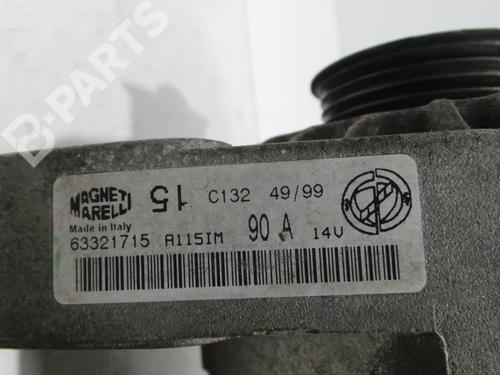 B-PARTS
MAGNETI MARELLI 15 C132 49/99
Made in Italy
63321715 A115IM 90 A 14V